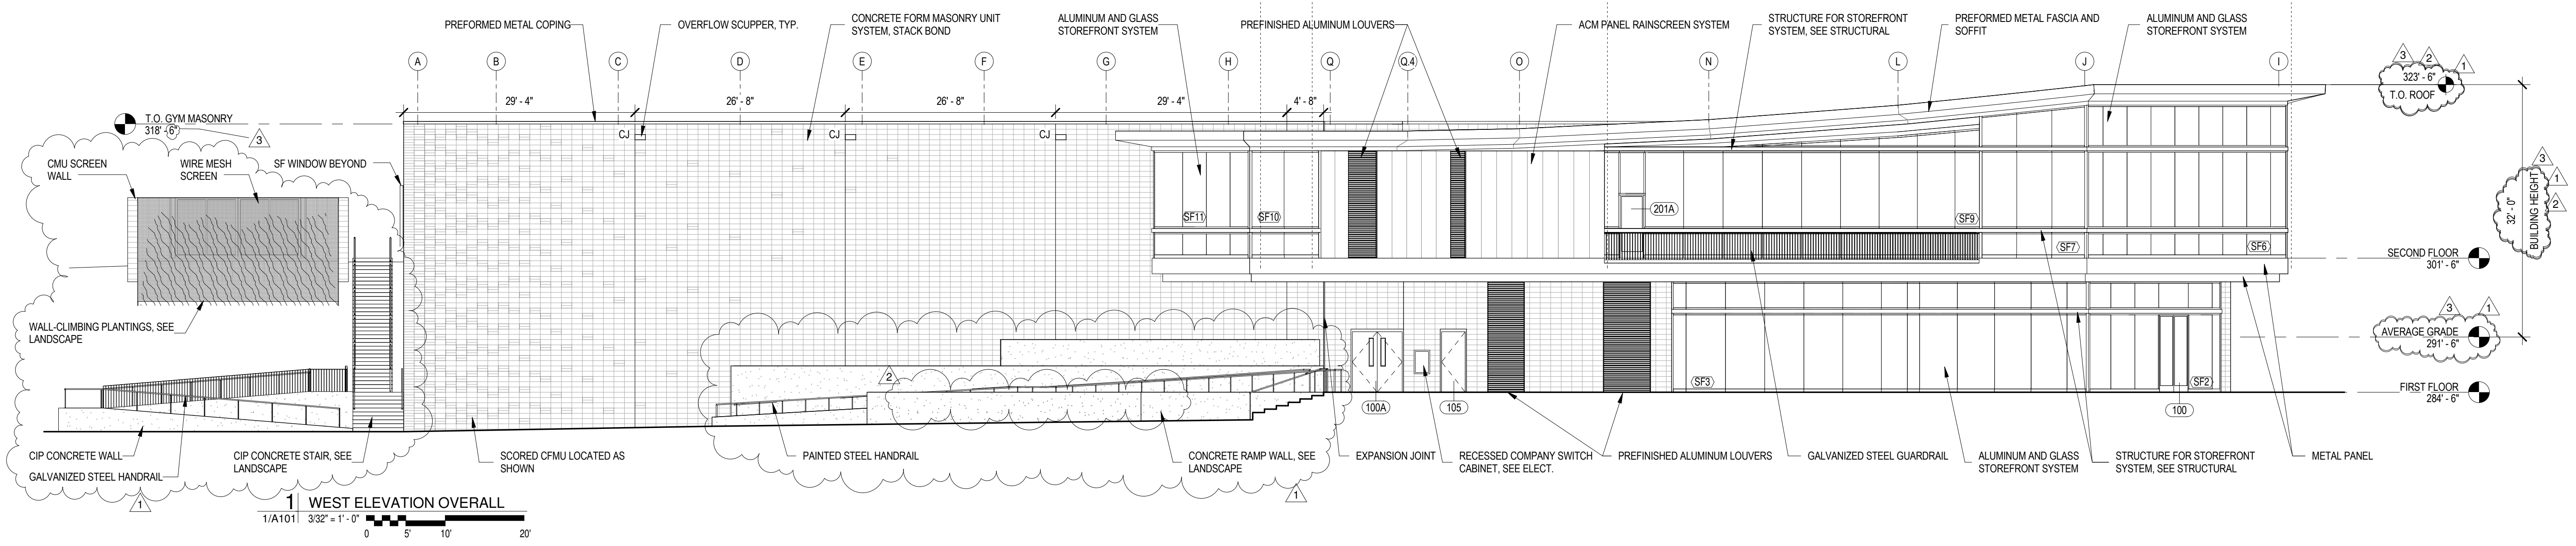 PREFORMED METAL COPING
OVERFLOW SCUPPER, TYP.
CONCRETE FORM MASONRY UNIT
SYSTEM, STACK BOND
ALUMINUM AND GLASS
STOREFRONT SYSTEM
PREFINISHED ALUMINUM LOUVERS
ACM PANEL RAINSCREEN SYSTEM
STRUCTURE FOR STOREFRONT
SYSTEM, SEE STRUCTURAL
PREFORMED METAL FASCIA AND
SOFFIT
ALUMINUM AND GLASS
STOREFRONT SYSTEM
A B C D E F G H Q Q.4 O N L J I
3 2 1
323' - 6"
T.O. ROOF
29' - 4" 26' - 8" 26' - 8" 29' - 4" 4' - 8"
T.O. GYM MASONRY
318' - 6"
3
CJ CJ CJ
CMU SCREEN
WALL
WIRE MESH
SCREEN
SF WINDOW BEYOND
SF11 SF10 201A SF9 SF7 SF6
32' - 0"
BUILDING HEIGHT
3
1
2
SECOND FLOOR
301' - 6"
WALL-CLIMBING PLANTINGS, SEE
LANDSCAPE
3 1
AVERAGE GRADE
291' - 6"
2
SF3 SF2
FIRST FLOOR
284' - 6"
100A 105 100
CIP CONCRETE WALL
GALVANIZED STEEL HANDRAIL
CIP CONCRETE STAIR, SEE
LANDSCAPE
SCORED CFMU LOCATED AS
SHOWN
PAINTED STEEL HANDRAIL
CONCRETE RAMP WALL, SEE
LANDSCAPE
EXPANSION JOINT
RECESSED COMPANY SWITCH
CABINET, SEE ELECT.
PREFINISHED ALUMINUM LOUVERS
GALVANIZED STEEL GUARDRAIL
ALUMINUM AND GLASS
STOREFRONT SYSTEM
STRUCTURE FOR STOREFRONT
SYSTEM, SEE STRUCTURAL
METAL PANEL
1 1
1 WEST ELEVATION OVERALL
1/A101 3/32" = 1' - 0"
0 5' 10' 20'